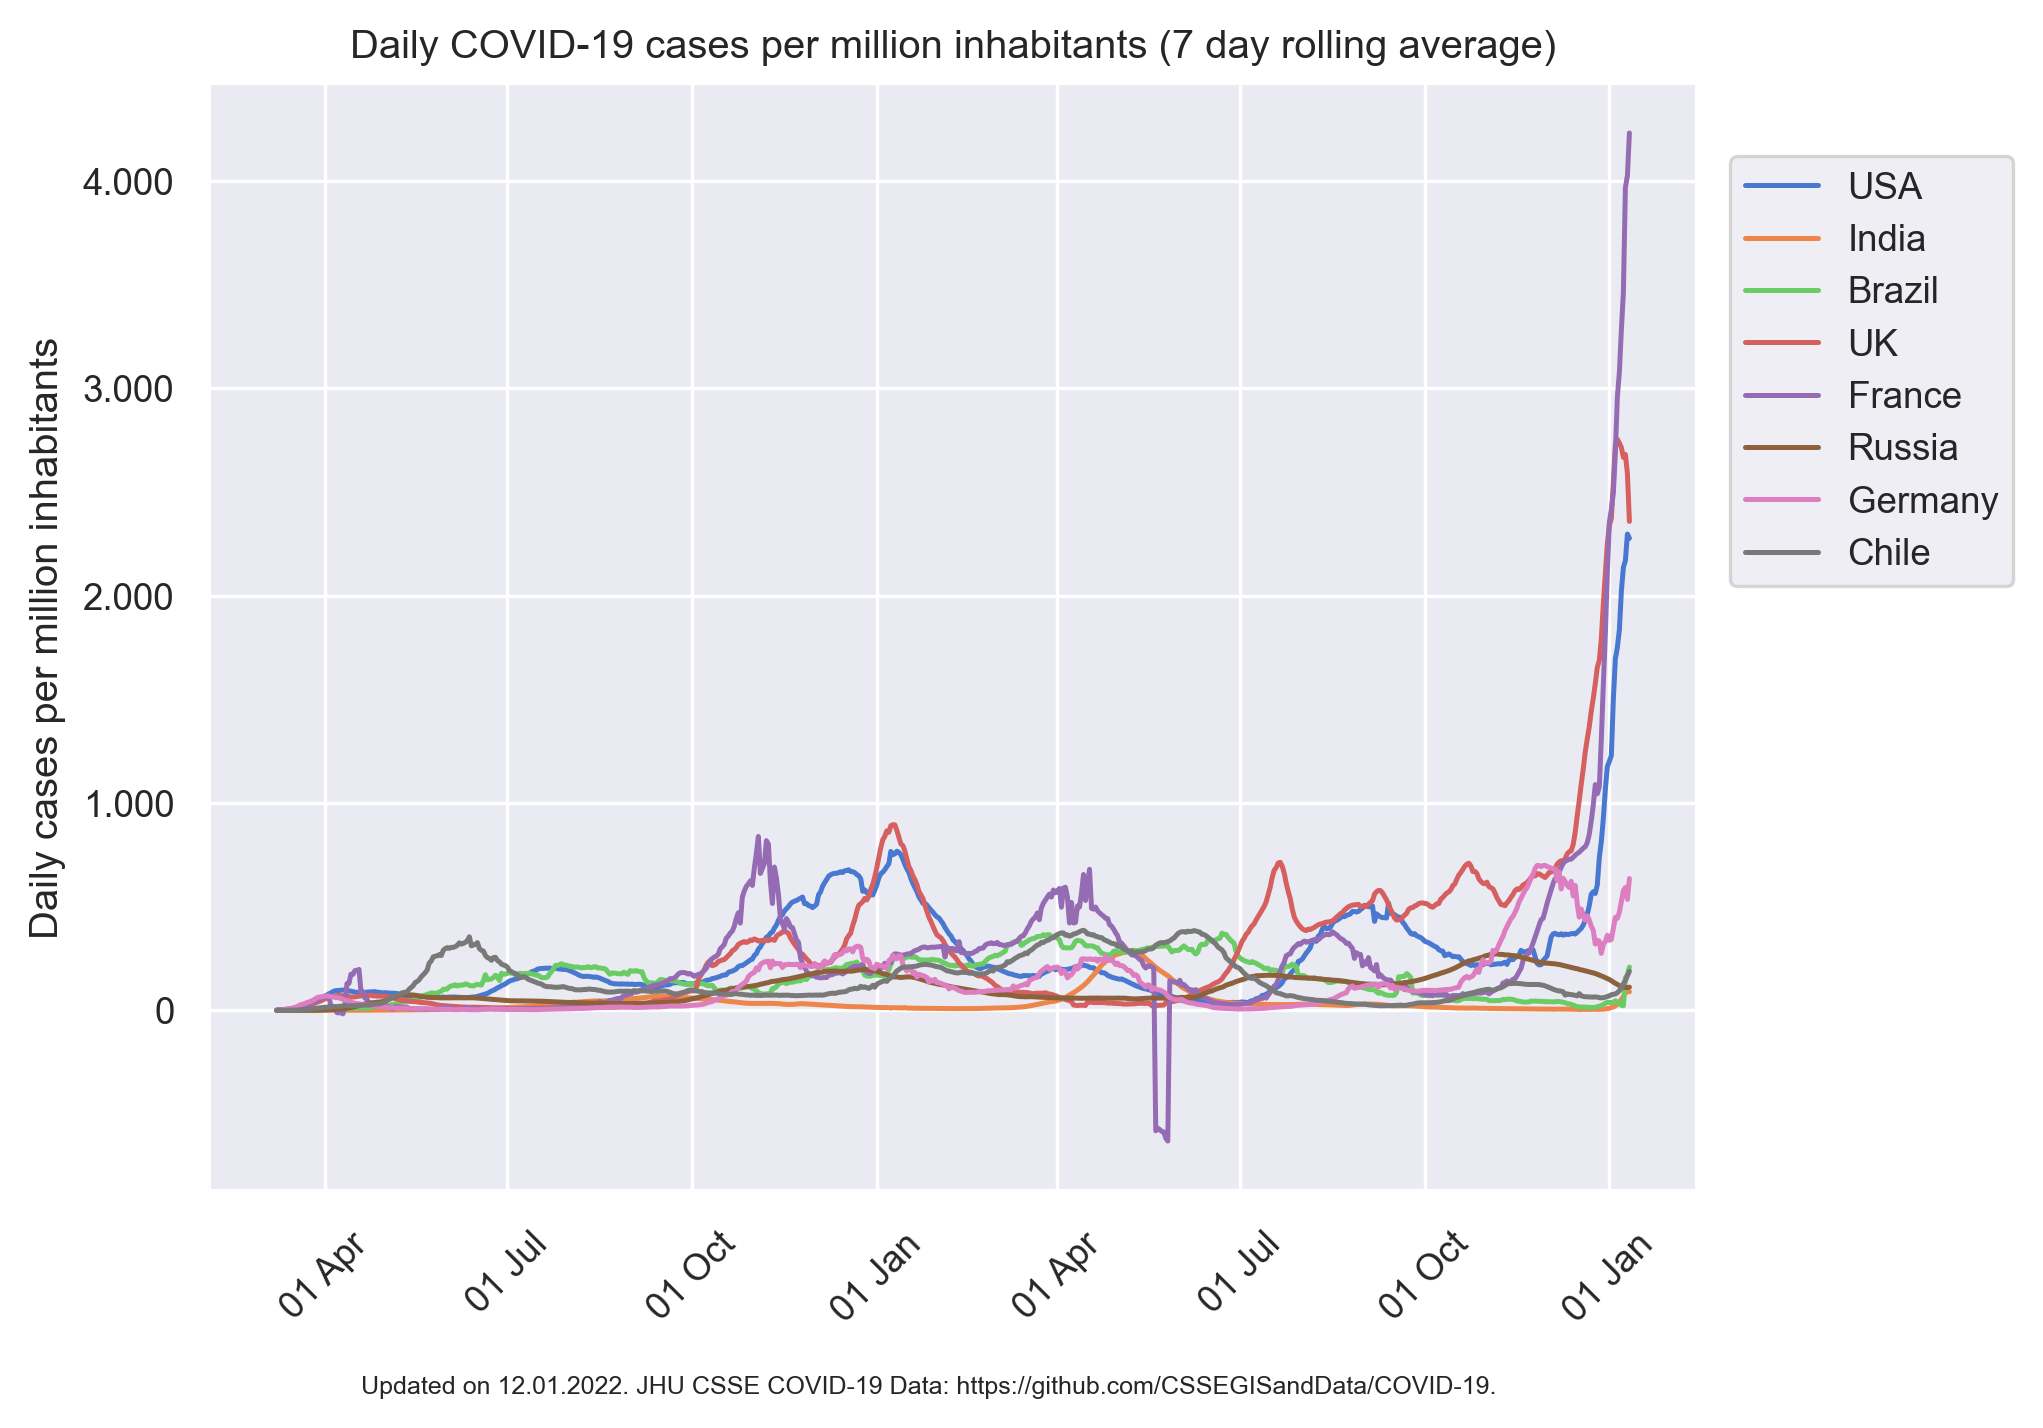 Daily COVID-19 cases per million inhabitants (7 day rolling average)
Daily cases per million inhabitants
4.000
3.000
2.000
1.000
0
USA
India
Brazil
UK
France
Russia
Germany
Chile
01 Apr
01 Jul
01 Oct
01 Jan
01 Apr
01 Jul
01 Oct
01 Jan
Updated on 12.01.2022. JHU CSSE COVID-19 Data: https://github.com/CSSEGISandData/COVID-19.